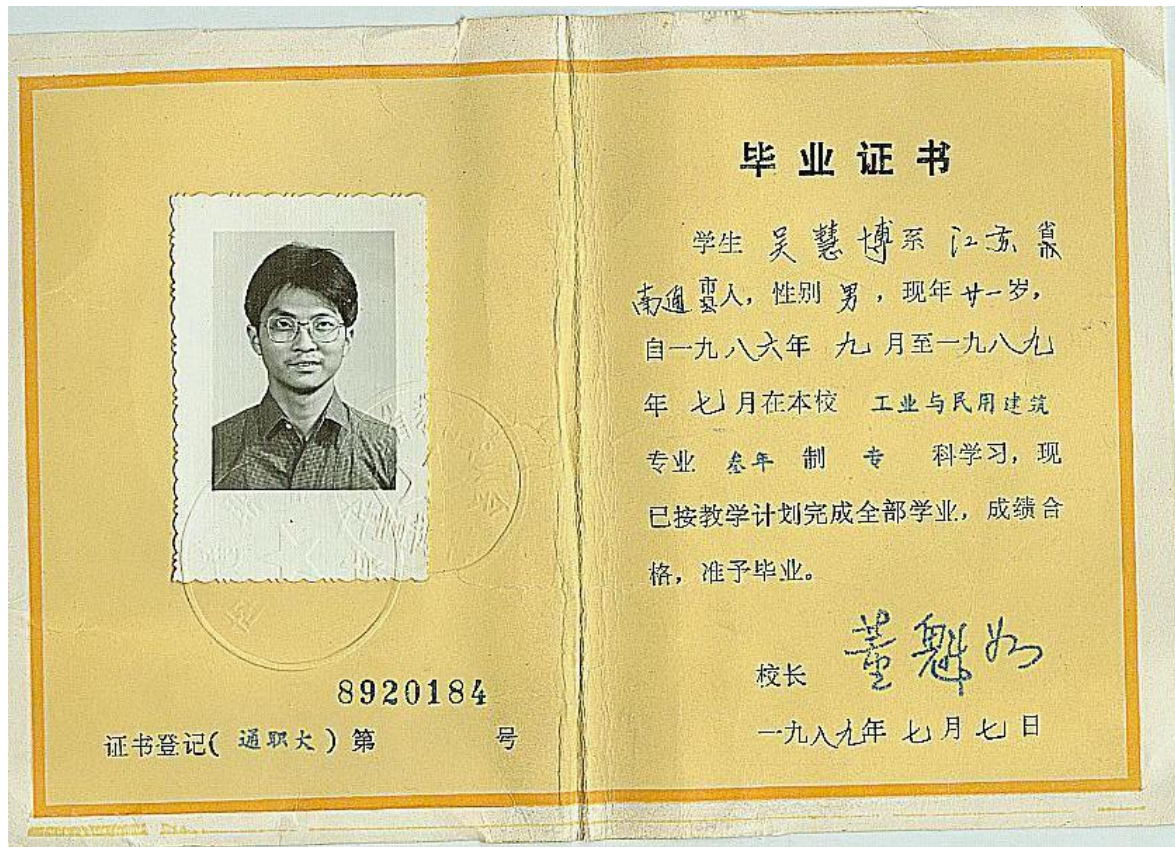 8920184
证书登记(通职大)第 号
毕业证书
学生 吴慧博系 江苏 省市
南通 市县人，性别 男，现年廿一岁，
自一九八六年 九月至一九八九
年 七月在本校 工业与民用建筑
专业 叁年 制 专 科学习，现
已按教学计划完成全部学业，成绩合
格，准予毕业。
董魁如
校长
一九八九年七月七日